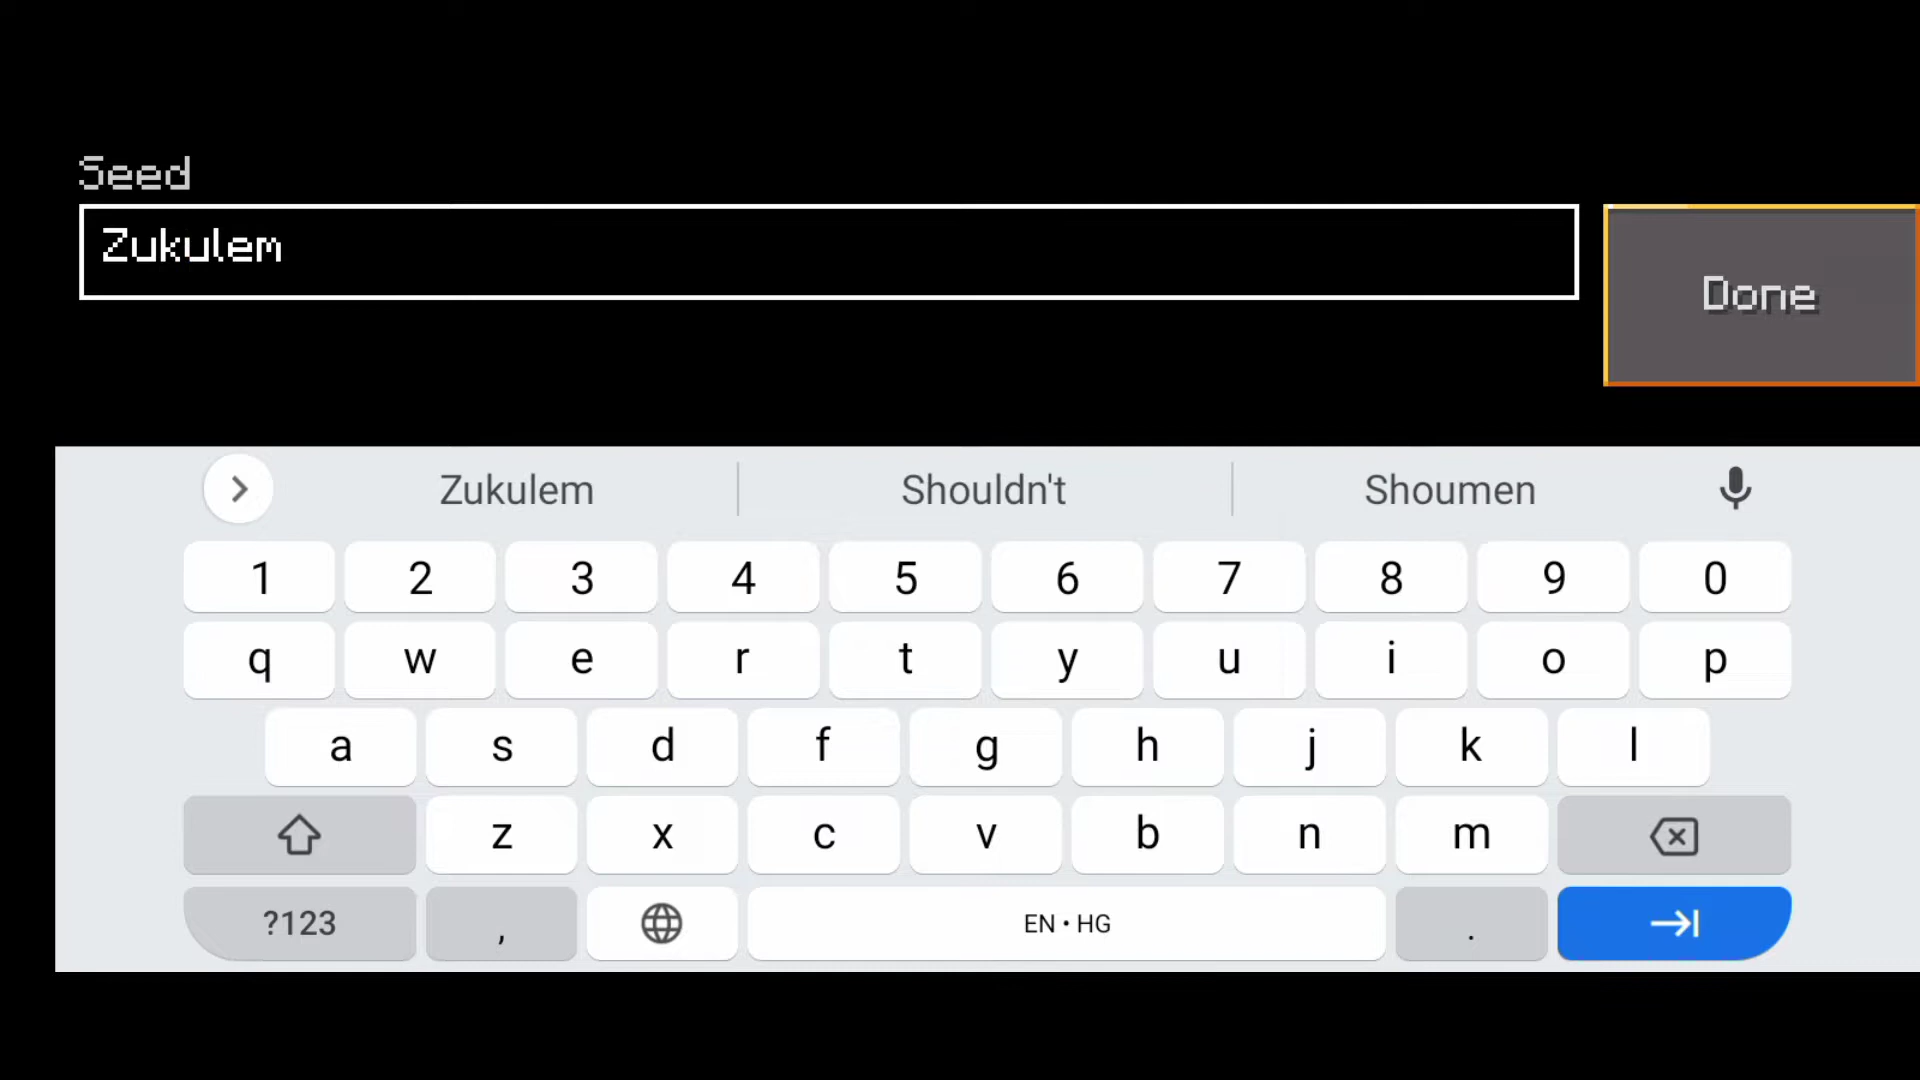 Seed
Zukulem
Done
Zukulem Shouldn't Shoumen
1 2 3 4 5 6 7 8 9 0
q w e r t y u i o p
a s d f g h j k l
z x c v b n m
?123 , EN • HG .